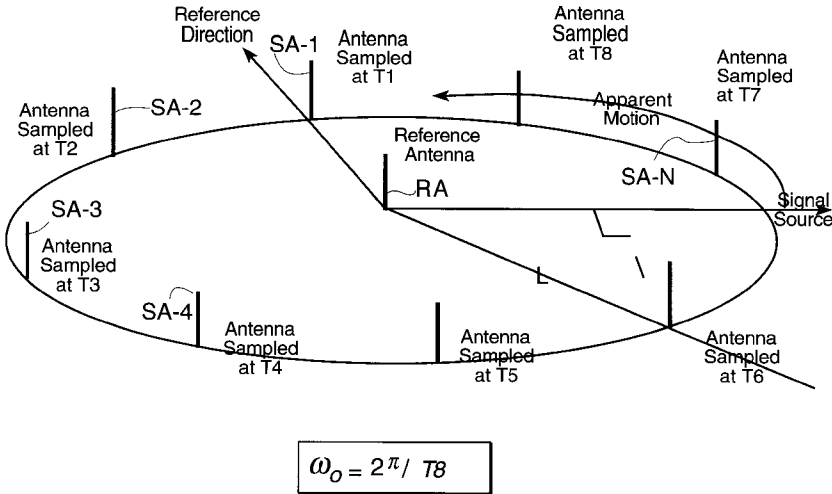 Reference
Direction
SA-1
Antenna
Sampled
at T1
Antenna
Sampled
at T8
Antenna
Sampled
at T7
Antenna
Sampled
at T2
SA-2
Apparent
Motion
Reference
Antenna
RA
SA-N
Signal
Source
SA-3
Antenna
Sampled
at T3
L
SA-4
Antenna
Sampled
at T4
Antenna
Sampled
at T5
Antenna
Sampled
at T6
ω₀ = 2π / T8